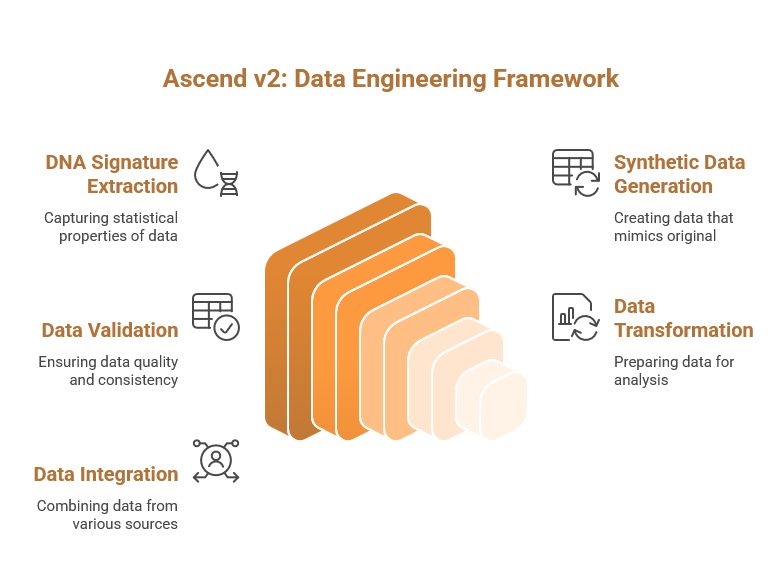 Ascend v2: Data Engineering Framework
DNA Signature
Extraction
Capturing statistical
properties of data
Synthetic Data
Generation
Creating data that
mimics original
Data Validation
Ensuring data quality
and consistency
Data
Transformation
Preparing data for
analysis
Data Integration
Combining data from
various sources